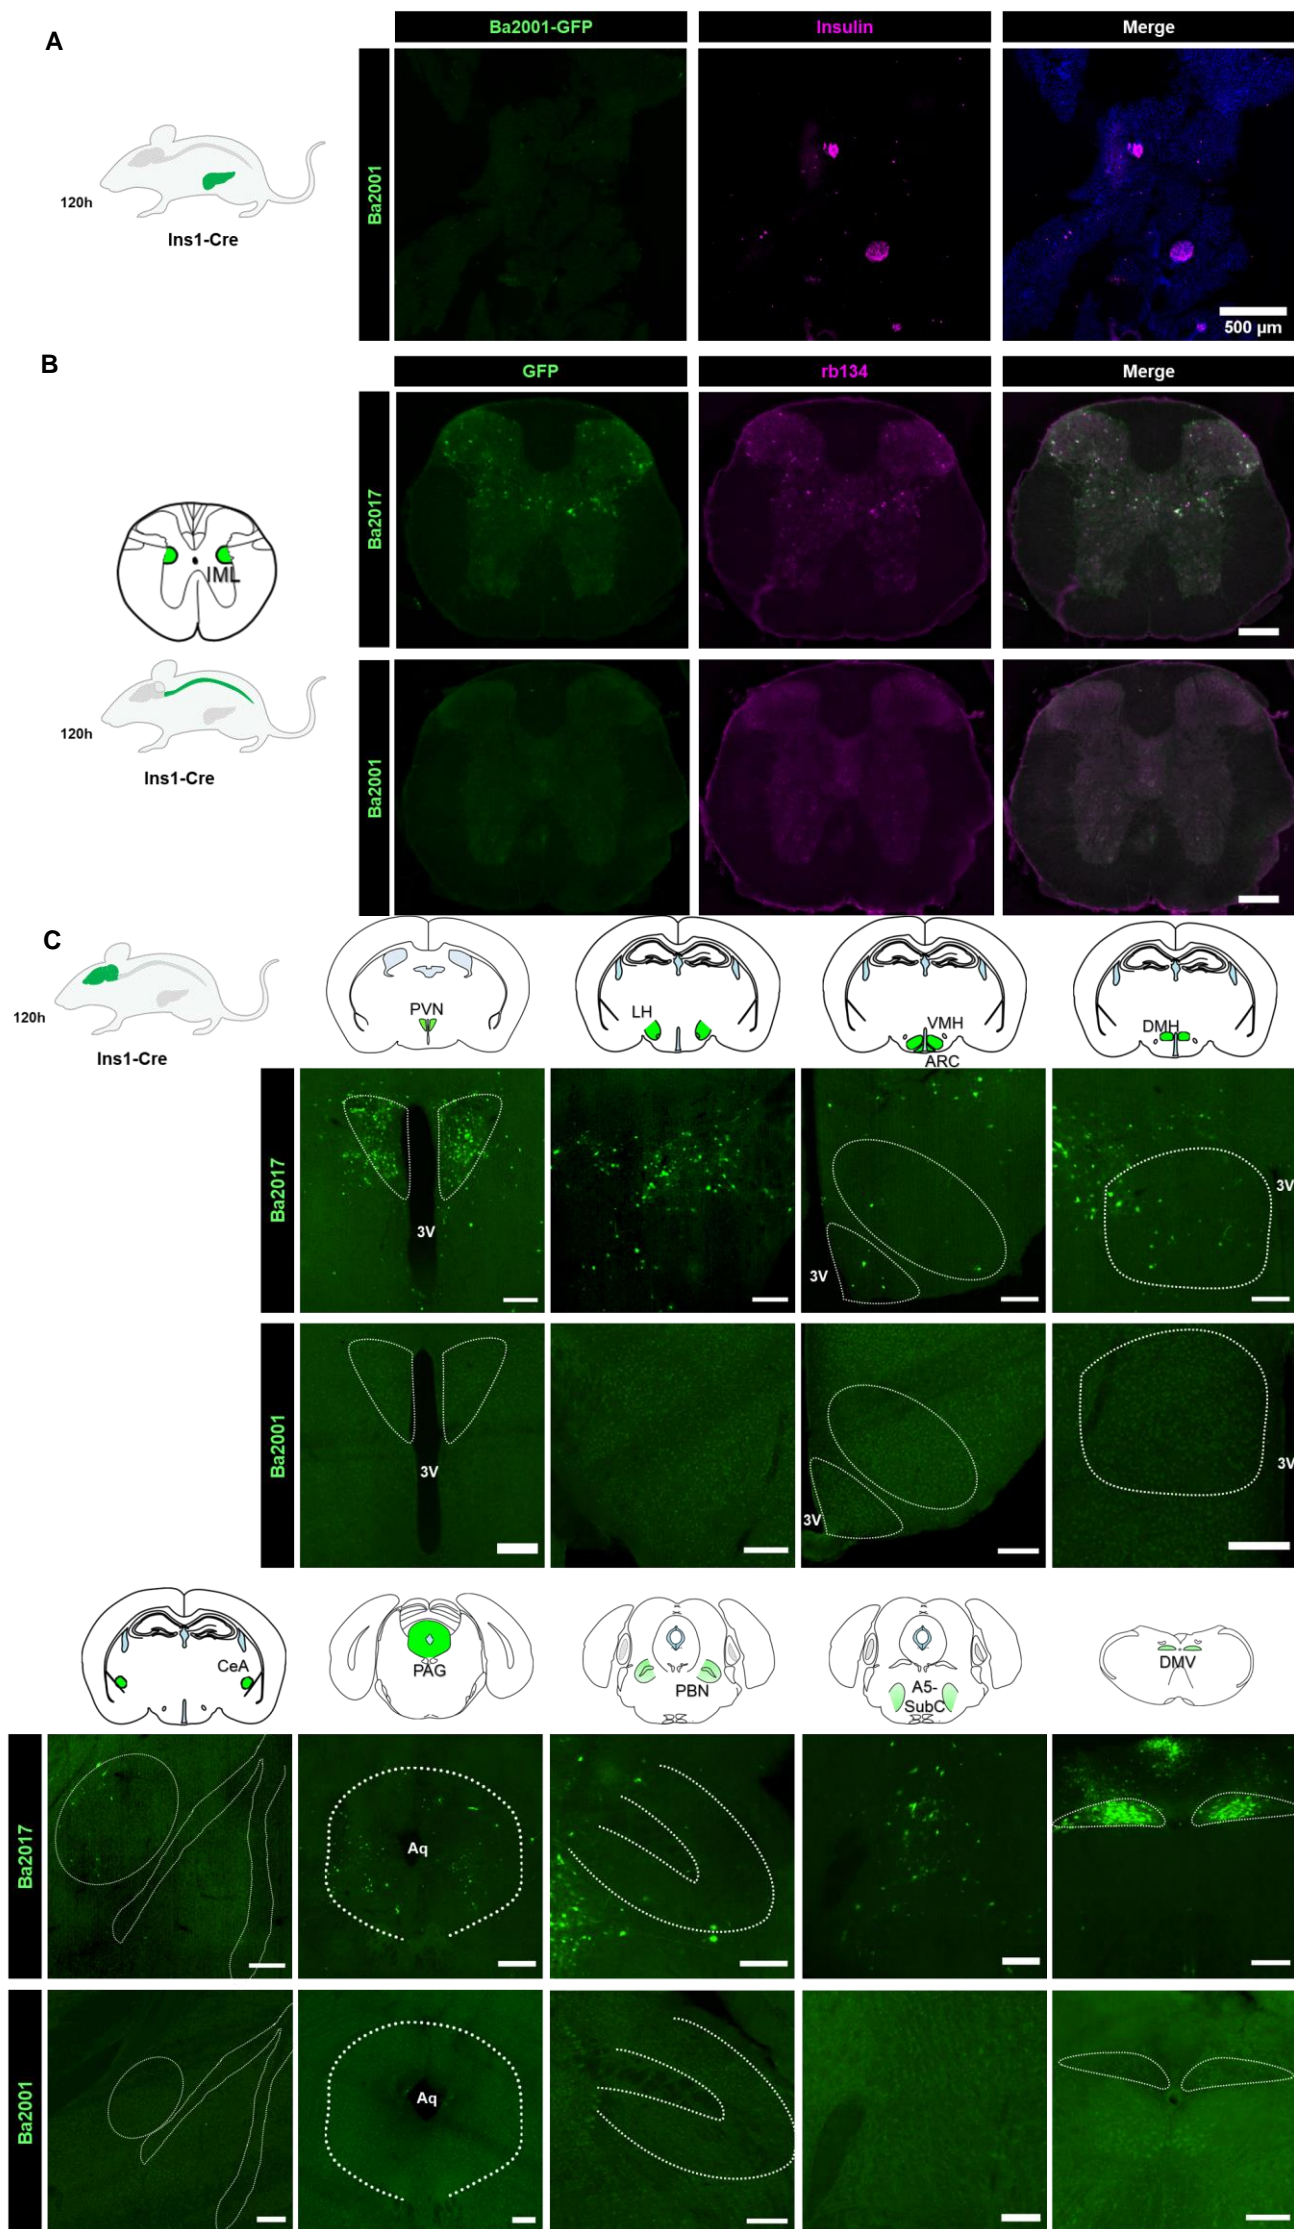 A
Ba2001-GFP
Insulin
Merge
Ba2001
120h
Ins1-Cre
500 µm
B
GFP
rb134
Merge
Ba2017
IML
Ba2001
120h
Ins1-Cre
C
120h
Ins1-Cre
PVN
LH
VMH
ARC
DMH
Ba2017
3V
3V
3V
Ba2001
3V
3V
3V
CeA
PAG
PBN
A5-
SubC
DMV
Ba2017
Aq
Ba2001
Aq